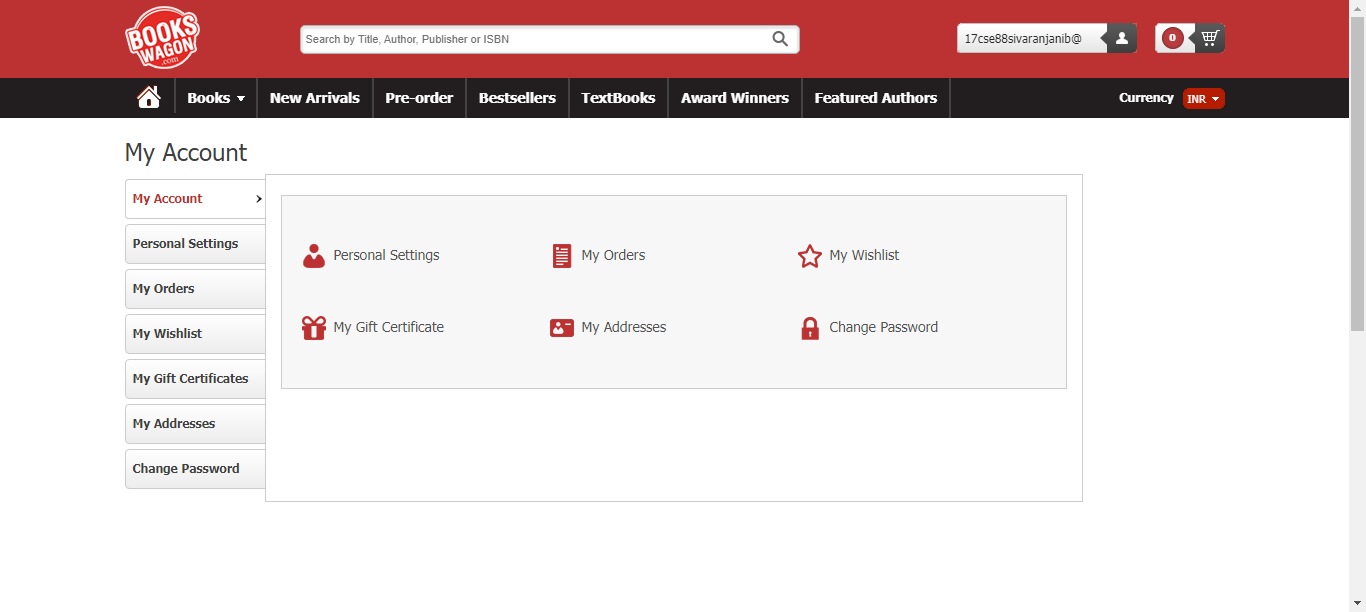 BOOKS
WAGON
.com
Search by Title, Author, Publisher or ISBN
17cse88sivaranjanib@
0
Books
New Arrivals
Pre-order
Bestsellers
TextBooks
Award Winners
Featured Authors
Currency
INR
My Account
My Account
Personal Settings
My Orders
My Wishlist
My Gift Certificates
My Addresses
Change Password
Personal Settings
My Orders
My Wishlist
My Gift Certificate
My Addresses
Change Password